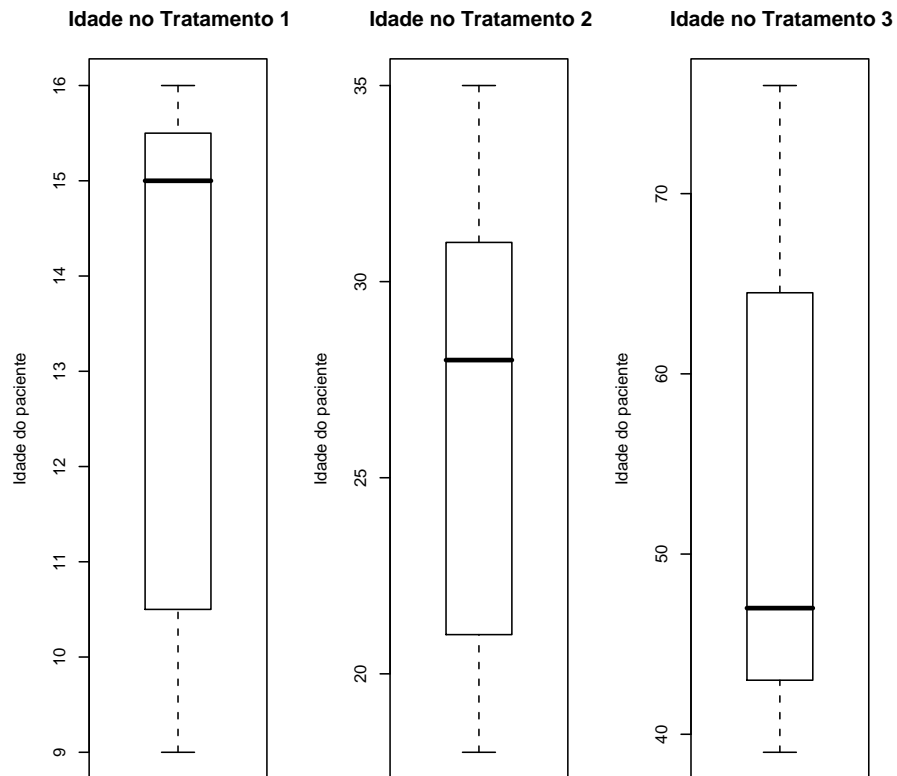 Idade no Tratamento 1
Idade do paciente
16
15
14
13
12
11
10
9
Idade no Tratamento 2
Idade do paciente
35
30
25
20
Idade no Tratamento 3
Idade do paciente
70
60
50
40